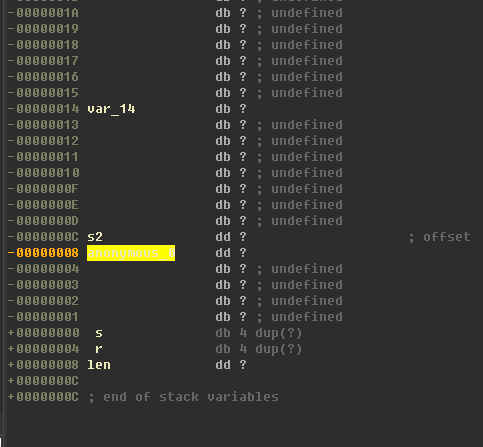 -0000001A db ? ; undefined
-00000019 db ? ; undefined
-00000018 db ? ; undefined
-00000017 db ? ; undefined
-00000016 db ? ; undefined
-00000015 db ? ; undefined
-00000014 var_14 db ?
-00000013 db ? ; undefined
-00000012 db ? ; undefined
-00000011 db ? ; undefined
-00000010 db ? ; undefined
-0000000F db ? ; undefined
-0000000E db ? ; undefined
-0000000D db ? ; undefined
-0000000C s2 dd ? ; offset
-00000008 dd ?
-00000004 db ? ; undefined
-00000003 db ? ; undefined
-00000002 db ? ; undefined
-00000001 db ? ; undefined
+00000000 s db 4 dup(?)
+00000004 r db 4 dup(?)
+00000008 len dd ?
+0000000C
+0000000C ; end of stack variables